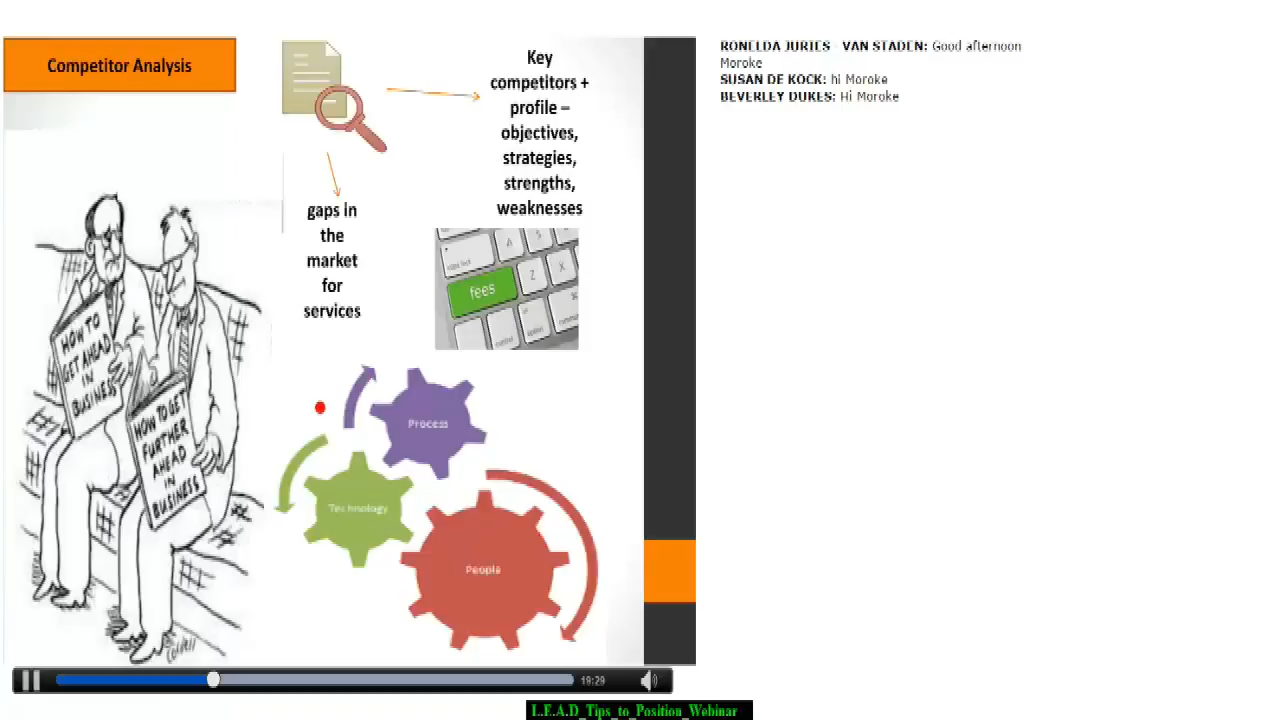 Competitor Analysis
Key
competitors +
profile –
objectives,
strategies,
strengths,
weaknesses
gaps in
the
market
for
services
fees
A
S
Z
X
control
option
HOW TO
GET AHEAD
IN
BUSINESS
HOW TO GET
FURTHER
AHEAD
IN
BUSINESS
Process
Technology
People
19:29
RONELDA JURIES - VAN STADEN: Good afternoon
Moroke
SUSAN DE KOCK: hi Moroke
BEVERLEY DUKES: Hi Moroke
L.E.A.D_Tips_to_Position_Webinar